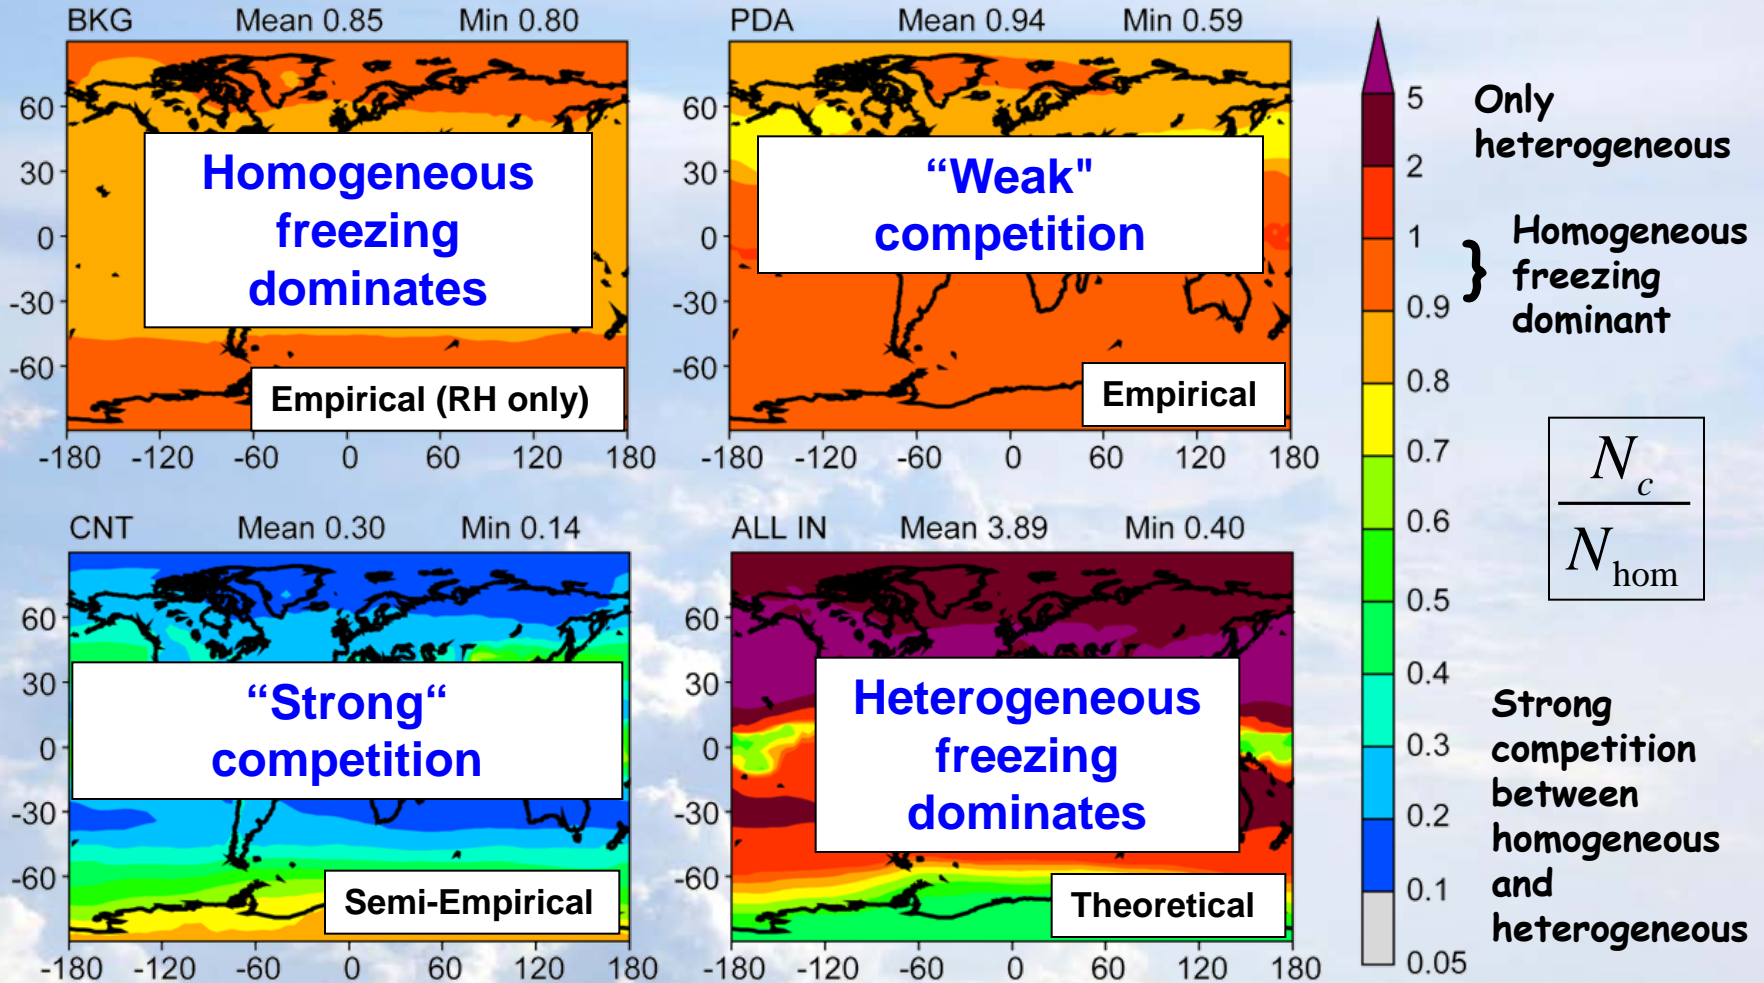 BKG Mean 0.85 Min 0.80
60
30
0
-30
-60
-180 -120 -60 0 60 120 180
Homogeneous
freezing
dominates
Empirical (RH only)
PDA Mean 0.94 Min 0.59
60
30
0
-30
-60
-180 -120 -60 0 60 120 180
“Weak"
competition
Empirical
CNT Mean 0.30 Min 0.14
60
30
0
-30
-60
-180 -120 -60 0 60 120 180
“Strong“
competition
Semi-Empirical
ALL IN Mean 3.89 Min 0.40
60
30
0
-30
-60
-180 -120 -60 0 60 120 180
Heterogeneous
freezing
dominates
Theoretical
5
2
1
0.9
0.8
0.7
0.6
0.5
0.4
0.3
0.2
0.1
0.05
Only
heterogeneous
} Homogeneous
freezing
dominant
N_c
N_hom
Strong
competition
between
homogeneous
and
heterogeneous